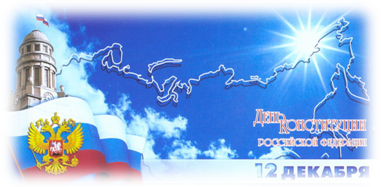 День
Конституции
Российской Федерации
12 ДЕКАБРЯ